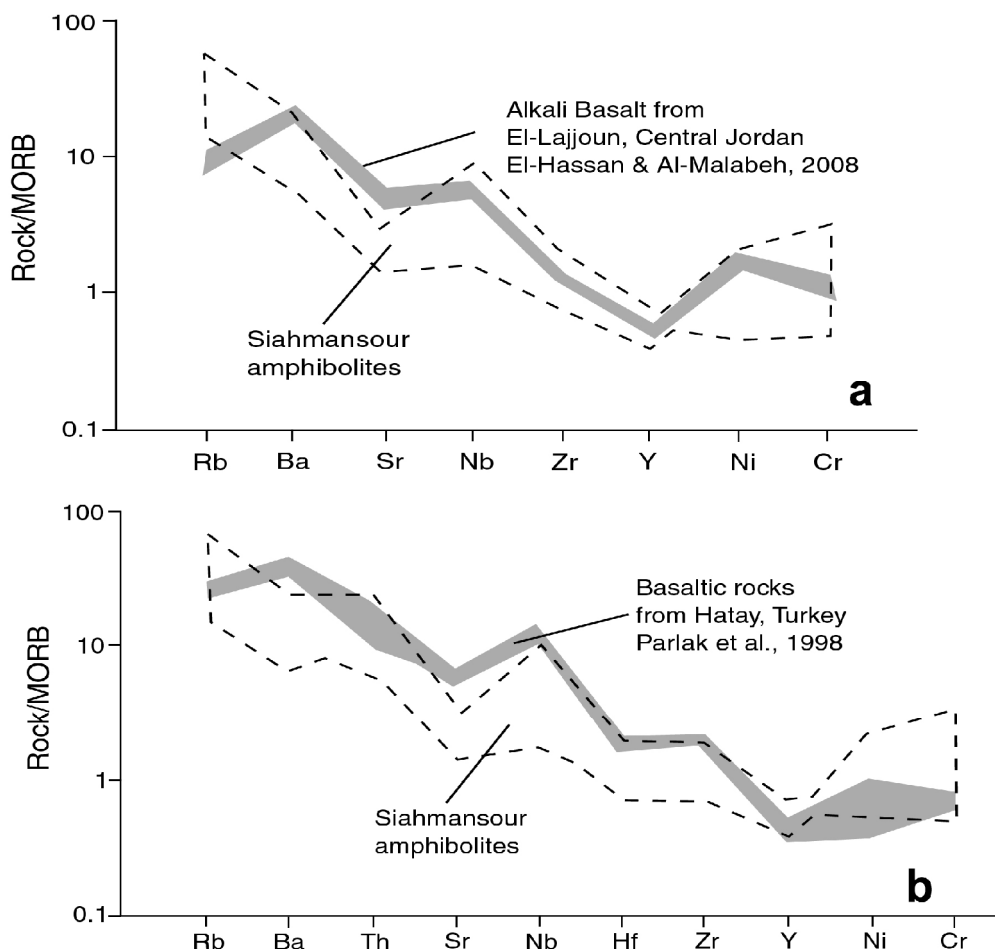 100
10
1
0.1
Rock/MORB
Alkali Basalt from
El-Lajjoun, Central Jordan
El-Hassan & Al-Malabeh, 2008
Siahmansour
amphibolites
a
Rb Ba Sr Nb Zr Y Ni Cr
100
10
1
0.1
Rock/MORB
Basaltic rocks
from Hatay, Turkey
Parlak et al., 1998
Siahmansour
amphibolites
b
Rb Ba Th Sr Nb Hf Zr Y Ni Cr